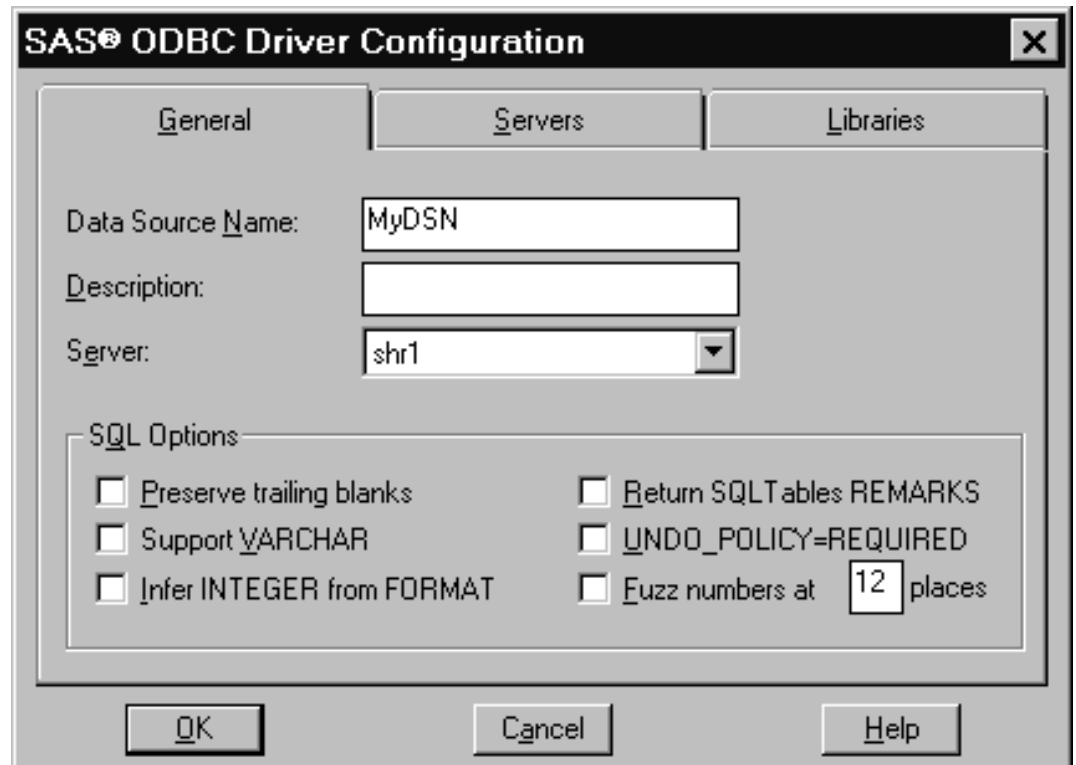 SAS® ODBC Driver Configuration
General Servers Libraries
Data Source Name: MyDSN
Description:
Server: shr1
SQL Options
Preserve trailing blanks Return SQLTables REMARKS
Support VARCHAR UNDO_POLICY=REQUIRED
Infer INTEGER from FORMAT Fuzz numbers at 12 places
OK Cancel Help